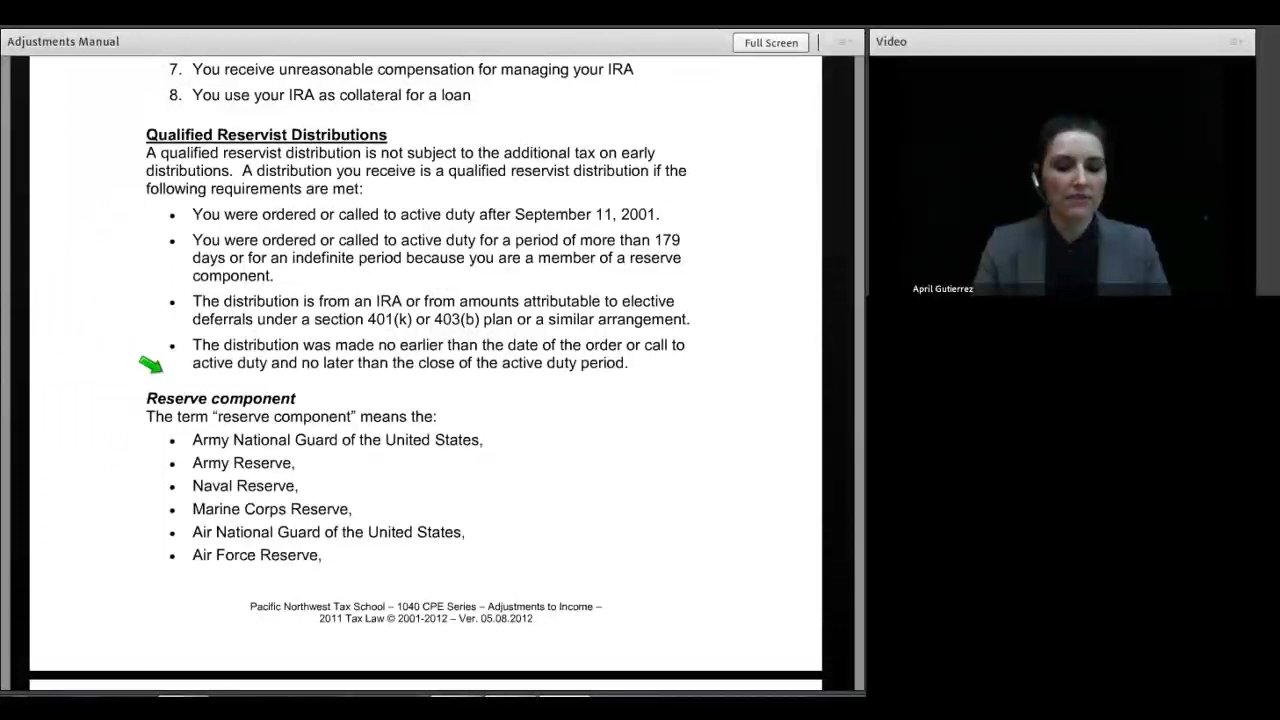 Adjustments Manual
Full Screen
Video
7. You receive unreasonable compensation for managing your IRA
8. You use your IRA as collateral for a loan
Qualified Reservist Distributions
A qualified reservist distribution is not subject to the additional tax on early
distributions. A distribution you receive is a qualified reservist distribution if the
following requirements are met:
• You were ordered or called to active duty after September 11, 2001.
• You were ordered or called to active duty for a period of more than 179
days or for an indefinite period because you are a member of a reserve
component.
• The distribution is from an IRA or from amounts attributable to elective
deferrals under a section 401(k) or 403(b) plan or a similar arrangement.
• The distribution was made no earlier than the date of the order or call to
active duty and no later than the close of the active duty period.
Reserve component
The term “reserve component” means the:
• Army National Guard of the United States,
• Army Reserve,
• Naval Reserve,
• Marine Corps Reserve,
• Air National Guard of the United States,
• Air Force Reserve,
Pacific Northwest Tax School – 1040 CPE Series – Adjustments to Income –
2011 Tax Law © 2001-2012 – Ver. 05.08.2012
April Gutierrez